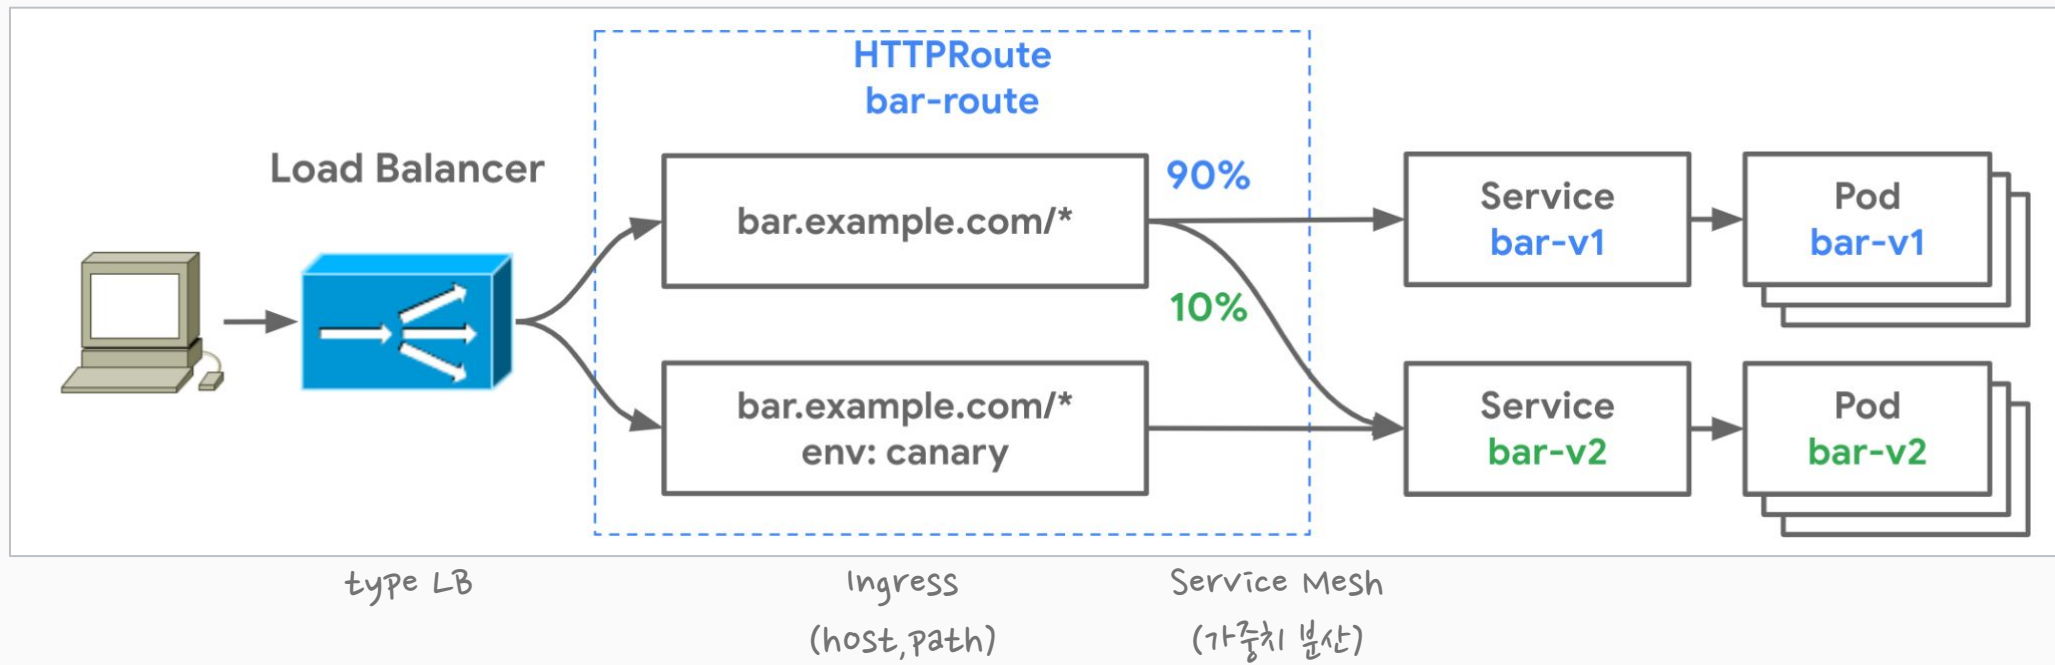 HTTPRoute
bar-route
Load Balancer
bar.example.com/*
90%
10%
bar.example.com/*
env: canary
Service
bar-v1
Pod
bar-v1
Service
bar-v2
Pod
bar-v2
type LB
Ingress
(host,path)
Service Mesh
(가중치 분산)